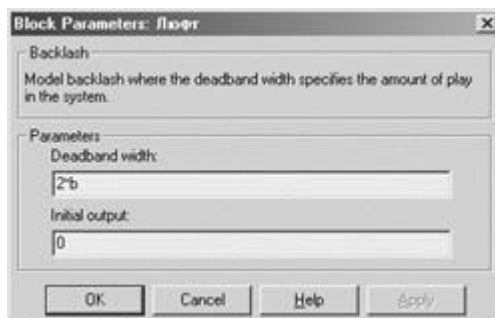 Block Parameters: Люфт
Backlash
Model backlash where the deadband width specifies the amount of play
in the system.
Parameters
Deadband width:
2*b
Initial output:
0
OK Cancel Help Apply